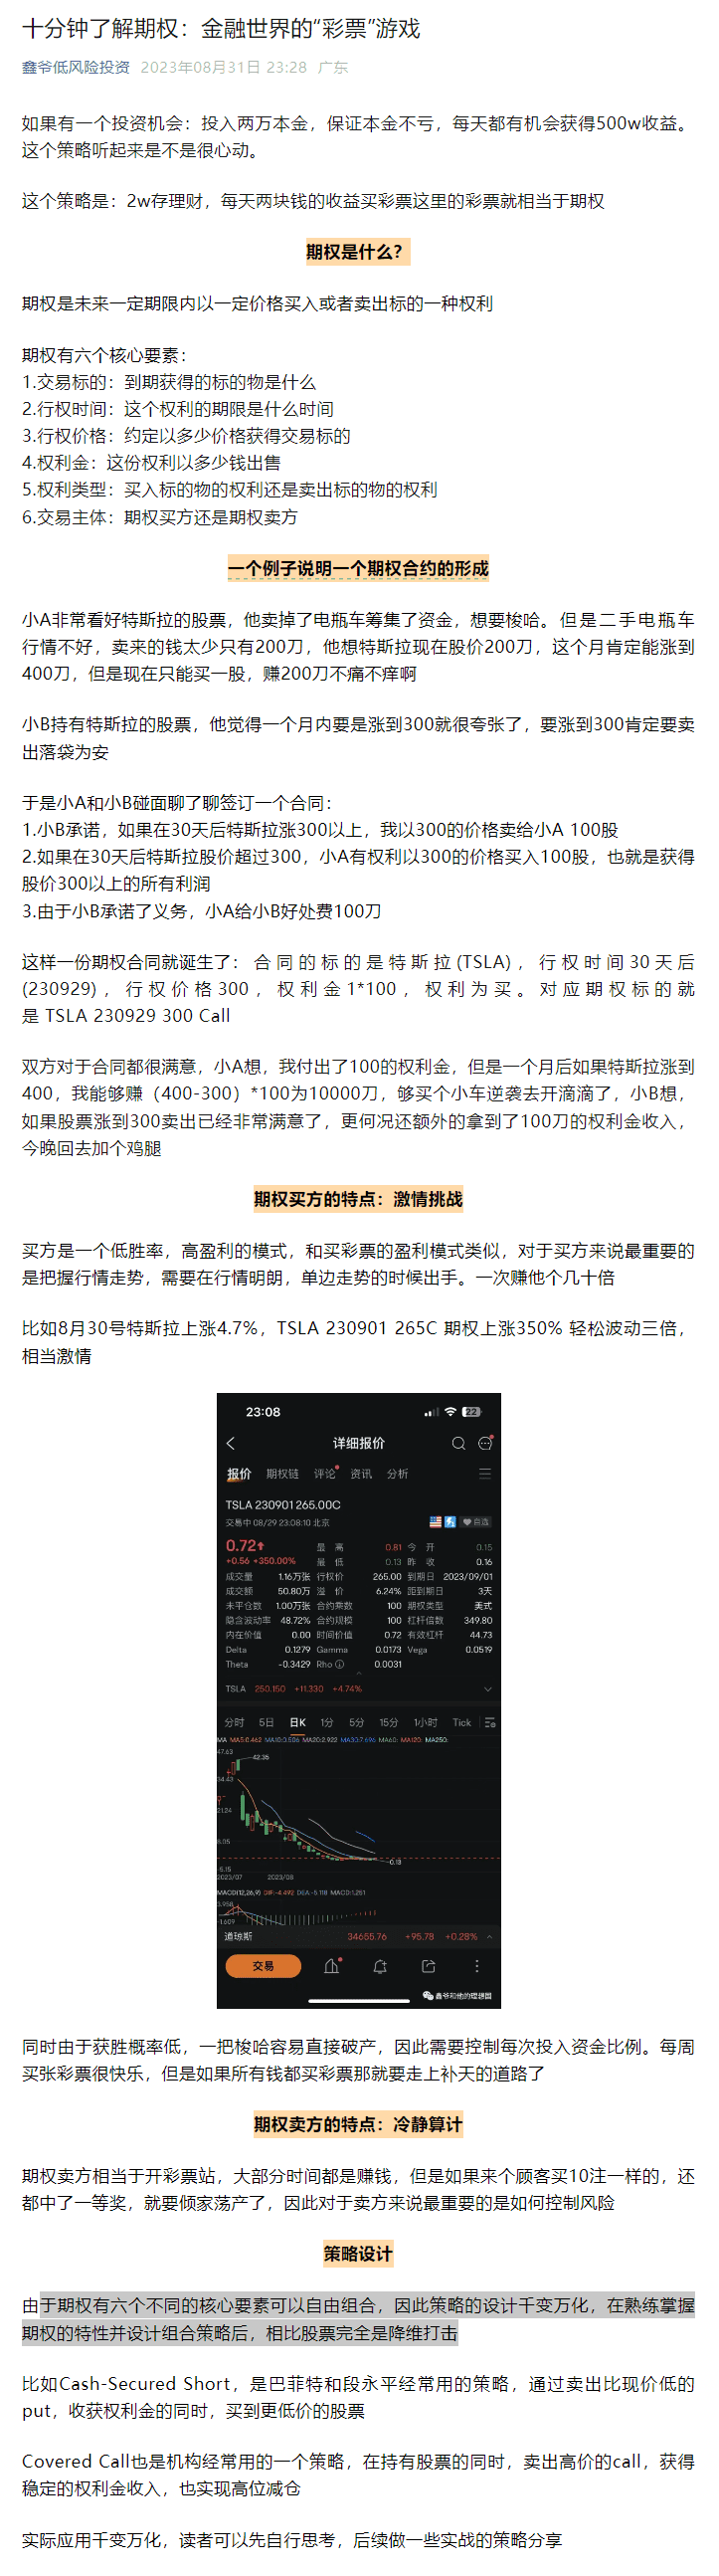 十分钟了解期权：金融世界的“彩票”游戏
鑫爷低风险投资 2023年08月31日 23:28 广东
如果有一个投资机会：投入两万本金，保证本金不亏，每天都有机会获得500w收益。
这个策略听起来是不是很心动。
这个策略是：2w存理财，每天两块钱的收益买彩票这里的彩票就相当于期权
期权是什么？
期权是未来一定期限内以一定价格买入或者卖出标的一种权利
期权有六个核心要素：
1.交易标的：到期获得的标的物是什么
2.行权时间：这个权利的期限是什么时间
3.行权价格：约定以多少价格获得交易标的
4.权利金：这份权利以多少钱出售
5.权利类型：买入标的物的权利还是卖出标的物的权利
6.交易主体：期权买方还是期权卖方
一个例子说明一个期权合约的形成
小A非常看好特斯拉的股票，他卖掉了电瓶车筹集了资金，想要梭哈。但是二手电瓶车
行情不好，卖来的钱太少只有200刀，他想特斯拉现在股价200刀，这个月肯定能涨到
400刀，但是现在只能买一股，赚200刀不痛不痒啊
小B持有特斯拉的股票，他觉得一个月内要是涨到300就很夸张了，要涨到300肯定要卖
出落袋为安
于是小A和小B碰面聊了聊签订一个合同：
1.小B承诺，如果在30天后特斯拉涨300以上，我以300的价格卖给小A 100股
2.如果在30天后特斯拉股价超过300，小A有权利以300的价格买入100股，也就是获得
股价300以上的所有利润
3.由于小B承诺了义务，小A给小B好处费100刀
这样一份期权合同就诞生了：合同的标的是特斯拉(TSLA)，行权时间30天后
(230929)，行权价格300，权利金1*100，权利为买。对应期权标的就
是 TSLA 230929 300 Call
双方对于合同都很满意，小A想，我付出了100的权利金，但是一个月后如果特斯拉涨到
400，我能够赚（400-300）*100为10000刀，够买个小车逆袭去开滴滴了，小B想，
如果股票涨到300卖出已经非常满意了，更何况还额外的拿到了100刀的权利金收入，
今晚回去加个鸡腿
期权买方的特点：激情挑战
买方是一个低胜率，高盈利的模式，和买彩票的盈利模式类似，对于买方来说最重要的
是把握行情走势，需要在行情明朗，单边走势的时候出手。一次赚他个几十倍
比如8月30号特斯拉上涨4.7%，TSLA 230901 265C 期权上涨350% 轻松波动三倍，
相当激情
23:08 22
详细报价
报价 期权链 评论 资讯 分析
TSLA 230901 265.00C
交易中 08/29 23:08:10 北京 自选
0.72 最高 0.81 今开 0.15
+0.56 +350.00% 最低 0.13 昨收 0.16
成交量 1.16万张 行权价 265.00 到期日 2023/09/01
成交额 50.80万 溢价 6.24% 距到期日 3天
未平仓数 1.00万张 合约乘数 100 期权类型 美式
隐含波动率 48.72% 合约规模 100 杠杆倍数 349.80
内在价值 0.00 时间价值 0.72 有效杠杆 44.73
Delta 0.1279 Gamma 0.0173 Vega 0.0519
Theta -0.3429 Rho 0.0031
TSLA 250.150 +11.330 +4.74%
分时 5日 日K 1分 5分 15分 1小时 Tick
MA MA5:0.462 MA20:2.922 MA30:7.696 MA60: MA120: MA250:
47.63
42.35
34.43
-0.13
-5.15
2023/07 2023/08
MACD(12,26,9) DIF:-4.492 DEA:-5.118 MACD:1.251
3.958
-1.609
道琼斯 34655.76 +95.78 +0.28%
交易
鑫爷和他的理想国
同时由于获胜概率低，一把梭哈容易直接破产，因此需要控制每次投入资金比例。每周
买张彩票很快乐，但是如果所有钱都买彩票那就要走上补天的道路了
期权卖方的特点：冷静算计
期权卖方相当于开彩票站，大部分时间都是赚钱，但是如果来个顾客买10注一样的，还
都中了一等奖，就要倾家荡产了，因此对于卖方来说最重要的是如何控制风险
策略设计
由于期权有六个不同的核心要素可以自由组合，因此策略的设计千变万化，在熟练掌握
期权的特性并设计组合策略后，相比股票完全是降维打击
比如Cash-Secured Short，是巴菲特和段永平经常用的策略，通过卖出比现价低的
put，收获权利金的同时，买到更低价的股票
Covered Call也是机构经常用的一个策略，在持有股票的同时，卖出高价的call，获得
稳定的权利金收入，也实现高位减仓
实际应用千变万化，读者可以先自行思考，后续做一些实战的策略分享